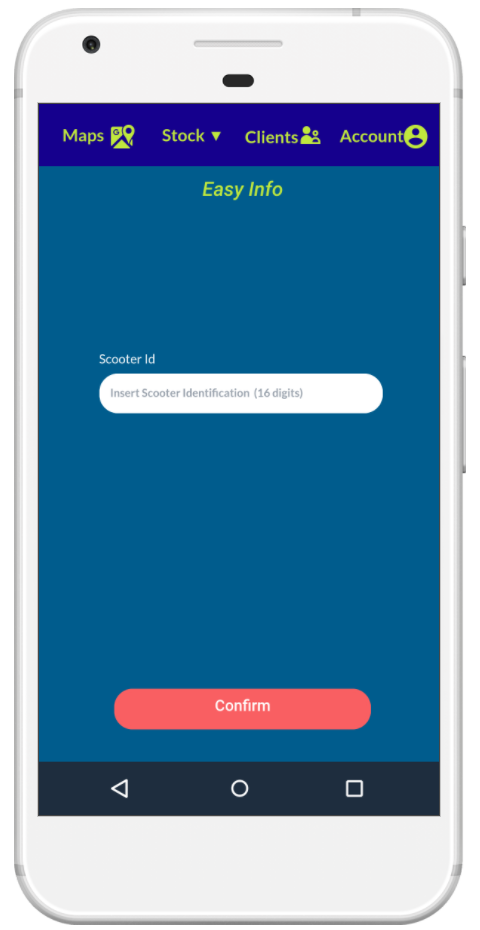 Maps Stock ▼ Clients Account
Easy Info
Scooter Id
Insert Scooter Identification (16 digits)
Confirm